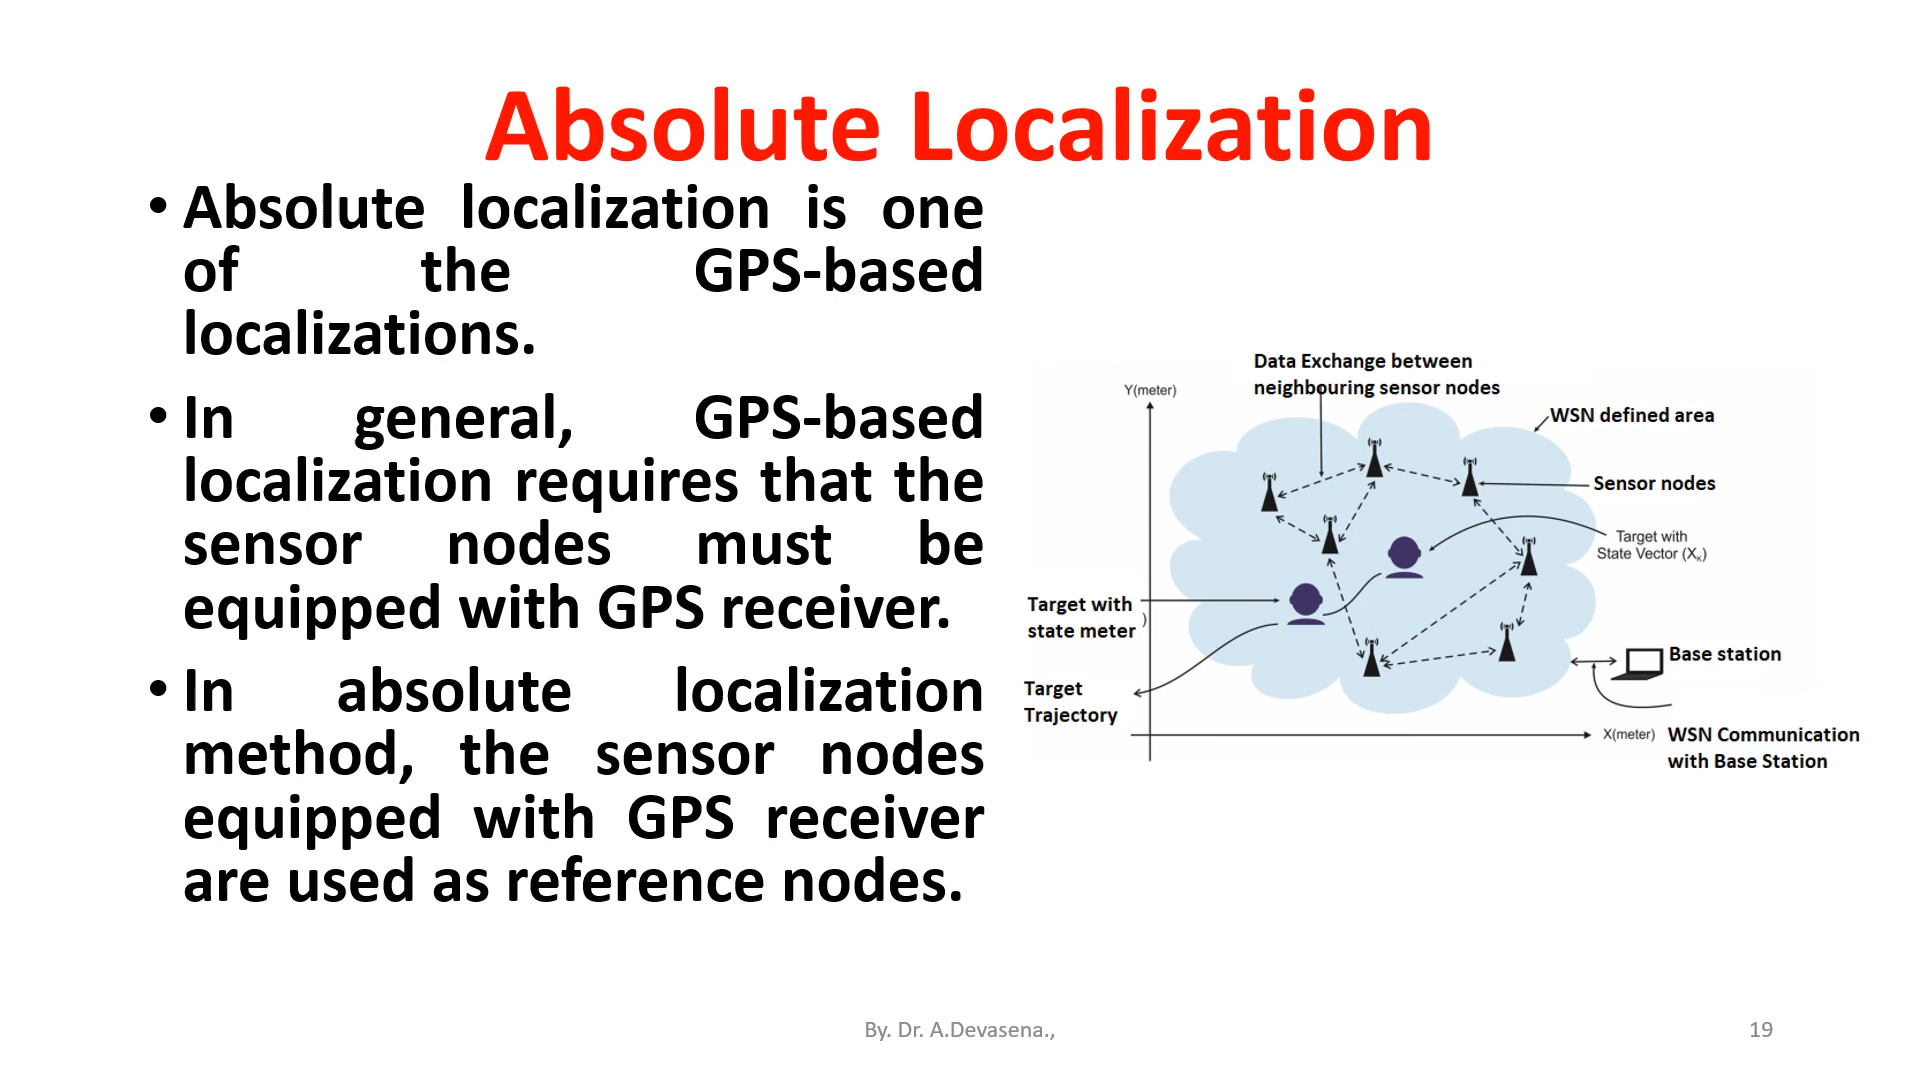 Absolute Localization
• Absolute localization is one
of the GPS-based
localizations.
• In general, GPS-based
localization requires that the
sensor nodes must be
equipped with GPS receiver.
• In absolute localization
method, the sensor nodes
equipped with GPS receiver
are used as reference nodes.
Data Exchange between
neighbouring sensor nodes
Y(meter)
WSN defined area
Sensor nodes
Target with
State Vector (Xₖ)
Target with
state meter )
Base station
Target
Trajectory
X(meter)
WSN Communication
with Base Station
By. Dr. A.Devasena.,
19